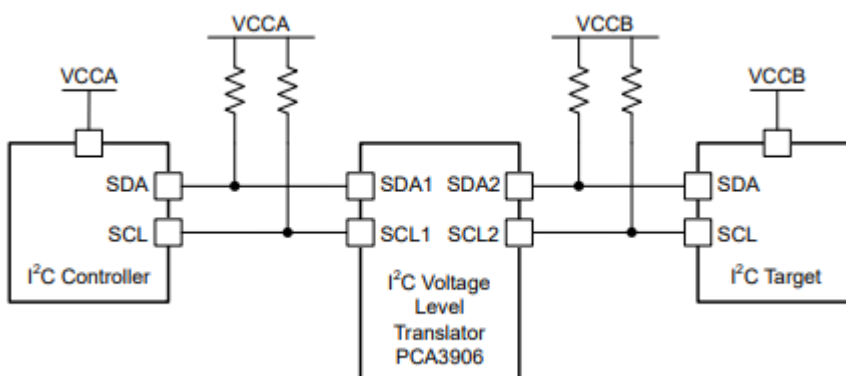 VCCA
VCCB
VCCA
VCCB
SDA
SDA1
SDA2
SDA
SCL
SCL1
SCL2
SCL
I²C Controller
I²C Voltage
Level
Translator
PCA3906
I²C Target